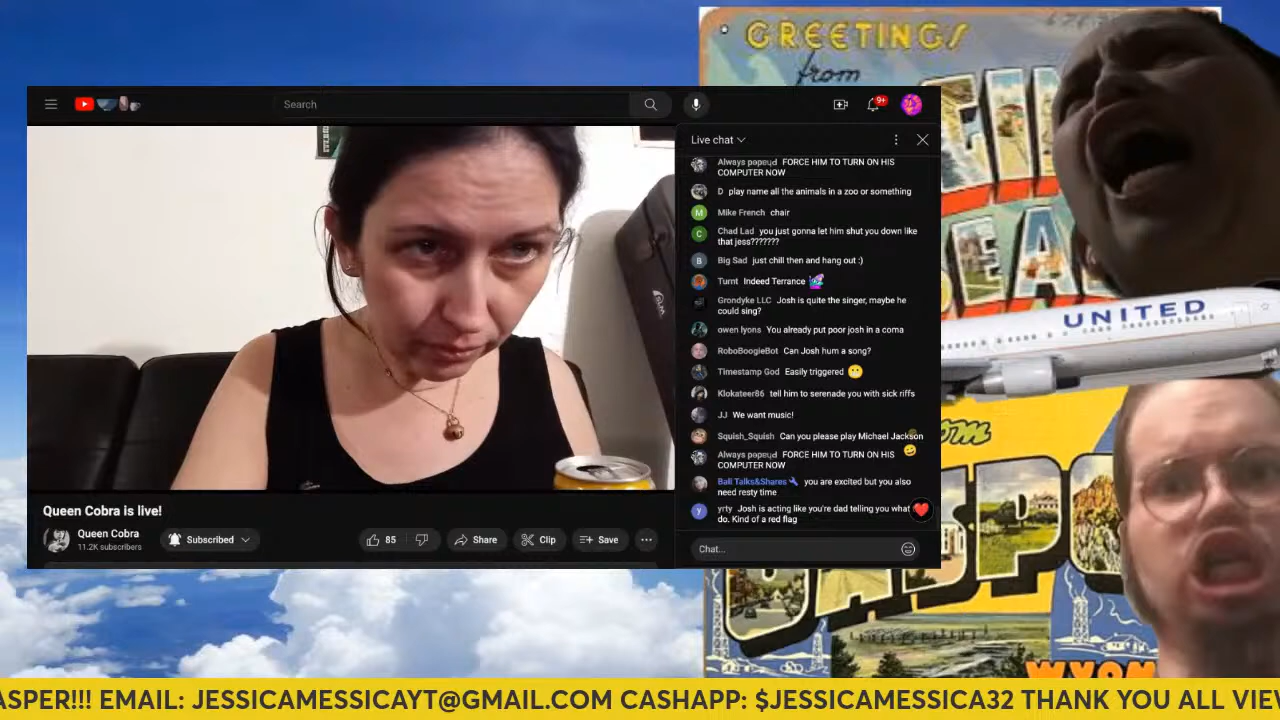 GREETINGS
from
Search
9+
Live chat
Always popeyd FORCE HIM TO TURN ON HIS
COMPUTER NOW
D play name all the animals in a zoo or something
M
Mike French chair
C
Chad Lad you just gonna let him shut you down like
that jess???????
B
Big Sad just chill then and hang out :)
Turnt Indeed Terrance
Grondyke LLC Josh is quite the singer, maybe he
could sing?
owen lyons You already put poor josh in a coma
RoboBoogieBot Can Josh hum a song?
Timestamp God Easily triggered 😬
Klokateer86 tell him to serenade you with sick riffs
JJ We want music!
Squish_Squish Can you please play Michael Jackson
Always popeyd FORCE HIM TO TURN ON HIS
COMPUTER NOW
Bali Talks&Shares you are excited but you also
need resty time
y
yrty Josh is acting like you're dad telling you what
do. Kind of a red flag
Chat...
UNITED
Queen Cobra is live!
Queen Cobra
11.2K subscribers
Subscribed
85
Share
Clip
Save
ASPER!!! EMAIL: JESSICAMESSICAYT@GMAIL.COM CASHAPP: $JESSICAMESSICA32 THANK YOU ALL VIE